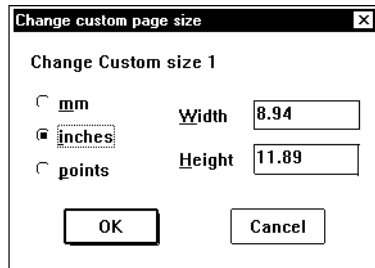 Change custom page size
Change Custom size 1
mm
inches
points
Width 8.94
Height 11.89
OK Cancel